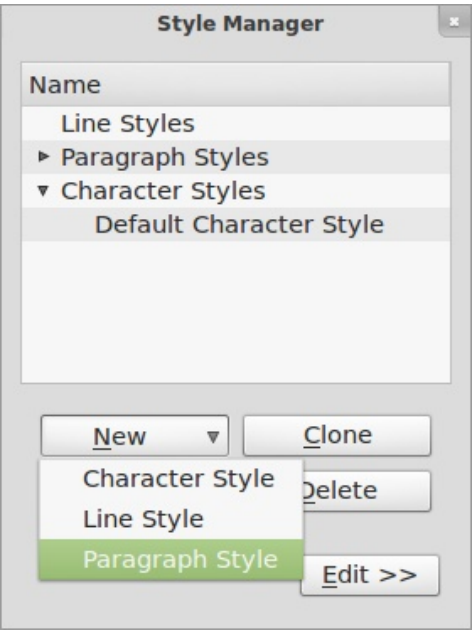 Style Manager
Name
Line Styles
Paragraph Styles
Character Styles
Default Character Style
New
Clone
Character Style
Delete
Line Style
Paragraph Style
Edit >>